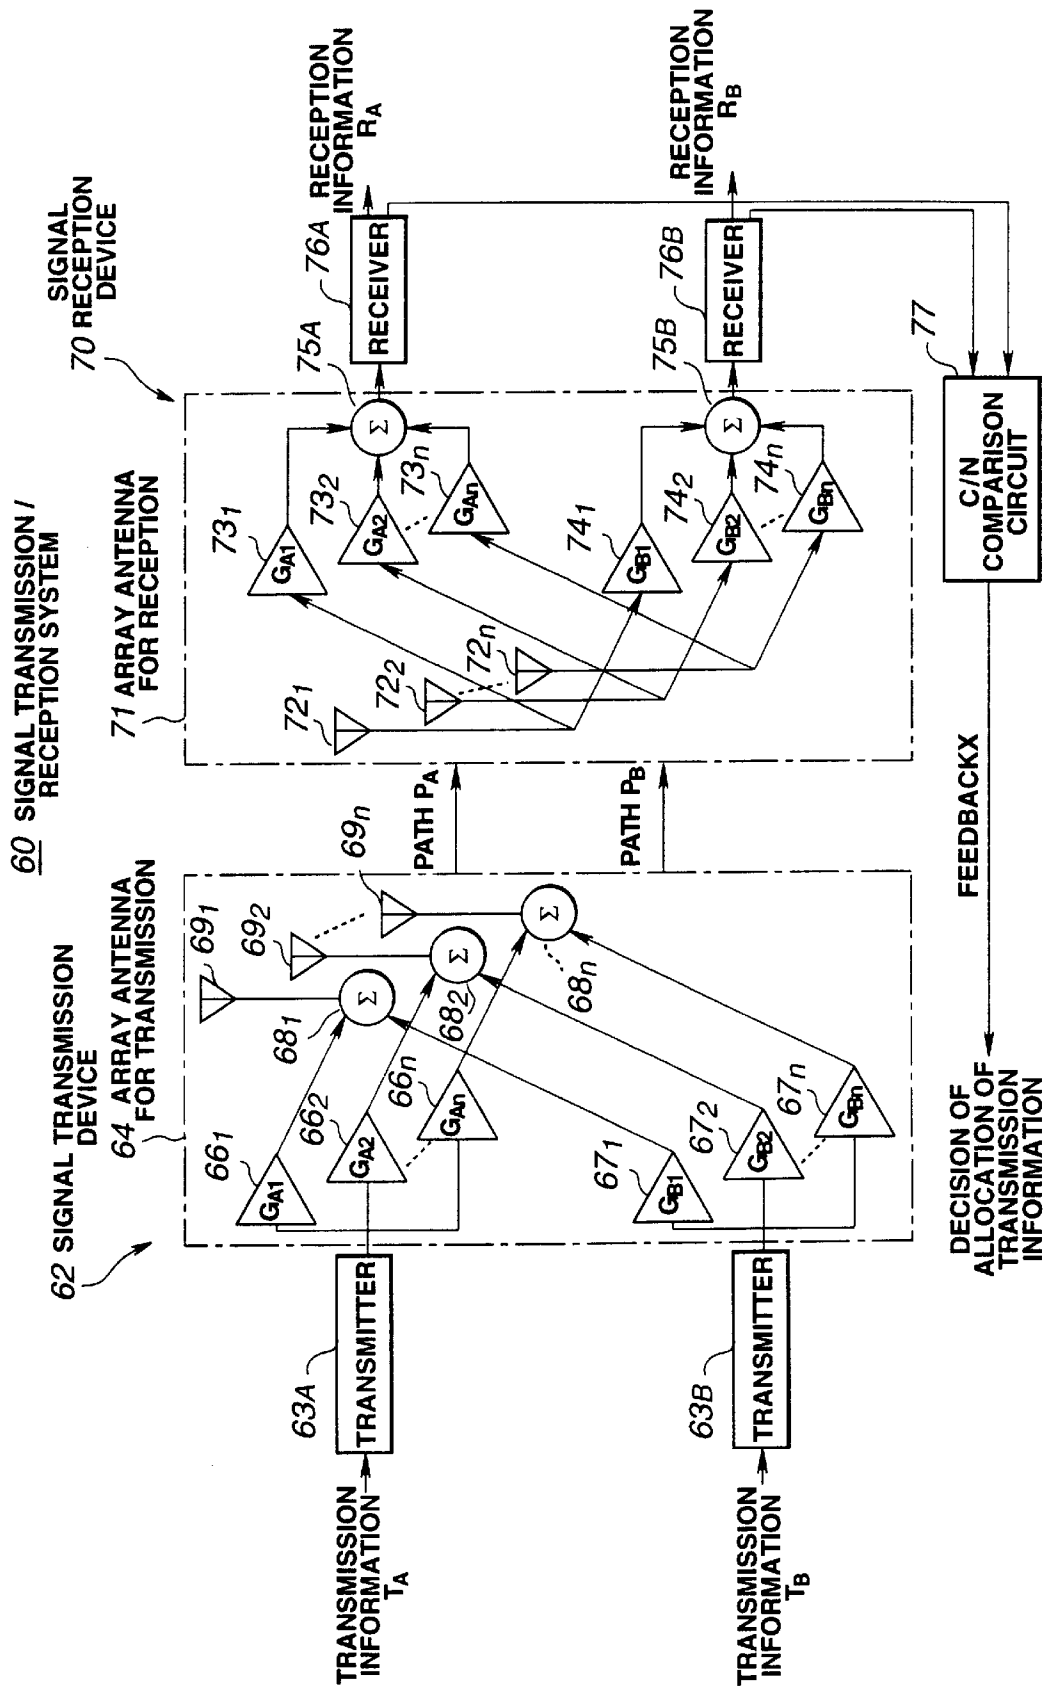 60 SIGNAL TRANSMISSION /
RECEPTION SYSTEM
62 SIGNAL TRANSMISSION
DEVICE
64 ARRAY ANTENNA
FOR TRANSMISSION
71 ARRAY ANTENNA
FOR RECEPTION
SIGNAL
70 RECEPTION
DEVICE
TRANSMISSION
INFORMATION
TA
63A
TRANSMITTER
661
GA1
662
GA2
66n
GAn
681
Σ
682
Σ
68n
Σ
691
692
69n
TRANSMISSION
INFORMATION
TB
63B
TRANSMITTER
671
GB1
672
GB2
67n
GBn
PATH PA
PATH PB
721
722
72n
731
GA1
732
GA2
73n
GAn
75A
Σ
76A
RECEIVER
RECEPTION
INFORMATION
RA
741
GB1
742
GB2
74n
GBn
75B
Σ
76B
RECEIVER
RECEPTION
INFORMATION
RB
77
C/N
COMPARISON
CIRCUIT
FEEDBACKX
DECISION OF
ALLOCATION OF
TRANSMISSION
INFORMATION